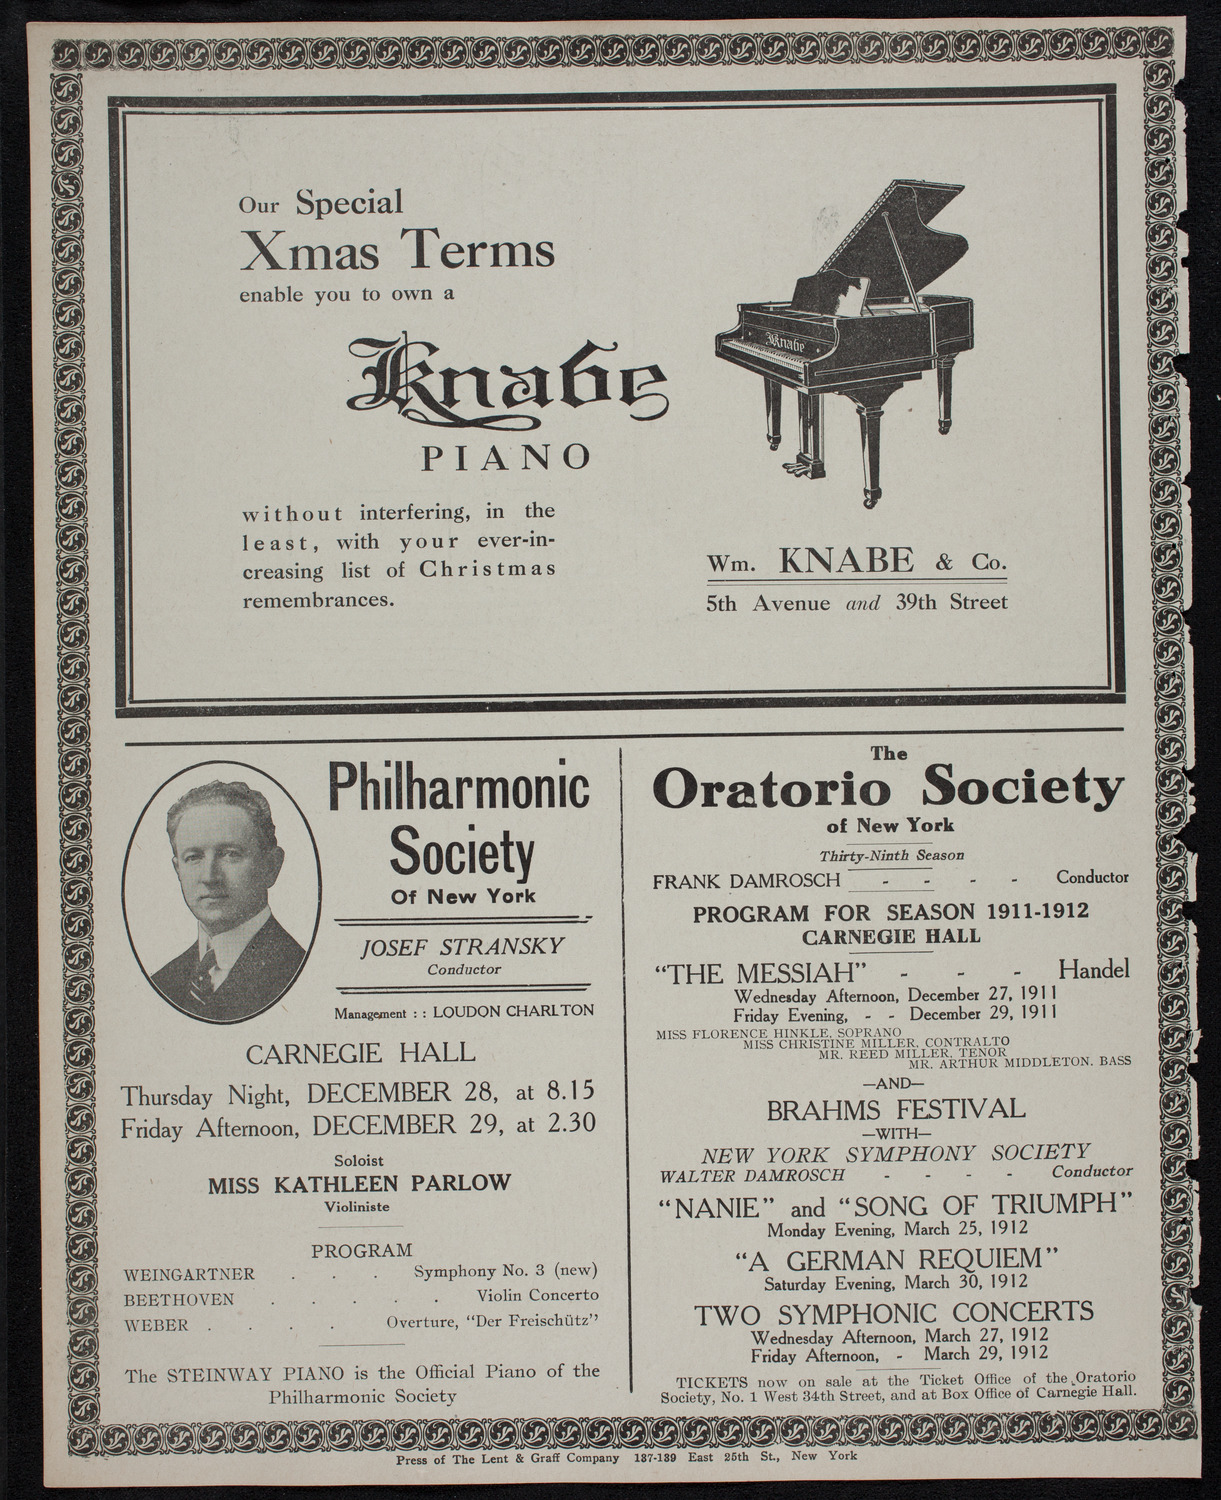 Our Special
Xmas Terms
enable you to own a
Knabe
PIANO
without interfering, in the
least, with your ever-in-
creasing list of Christmas
remembrances.
Knabe
Wm. KNABE & Co.
5th Avenue and 39th Street
Philharmonic
Society
Of New York
JOSEF STRANSKY
Conductor
Management : : LOUDON CHARLTON
CARNEGIE HALL
Thursday Night, DECEMBER 28, at 8.15
Friday Afternoon, DECEMBER 29, at 2.30
Soloist
MISS KATHLEEN PARLOW
Violiniste
PROGRAM
WEINGARTNER . . . Symphony No. 3 (new)
BEETHOVEN . . . . . Violin Concerto
WEBER . . . . Overture, "Der Freischütz"
The STEINWAY PIANO is the Official Piano of the
Philharmonic Society
The
Oratorio Society
of New York
Thirty-Ninth Season
FRANK DAMROSCH - - - - Conductor
PROGRAM FOR SEASON 1911-1912
CARNEGIE HALL
"THE MESSIAH" - - - Handel
Wednesday Afternoon, December 27, 1911
Friday Evening, - - December 29, 1911
MISS FLORENCE HINKLE, SOPRANO
MISS CHRISTINE MILLER, CONTRALTO
MR. REED MILLER, TENOR
MR. ARTHUR MIDDLETON, BASS
—AND—
BRAHMS FESTIVAL
—WITH—
NEW YORK SYMPHONY SOCIETY
WALTER DAMROSCH - - - - Conductor
"NANIE" and "SONG OF TRIUMPH"
Monday Evening, March 25, 1912
"A GERMAN REQUIEM"
Saturday Evening, March 30, 1912
TWO SYMPHONIC CONCERTS
Wednesday Afternoon, March 27, 1912
Friday Afternoon, - March 29, 1912
TICKETS now on sale at the Ticket Office of the Oratorio
Society, No. 1 West 34th Street, and at Box Office of Carnegie Hall.
Press of The Lent & Graff Company 137-139 East 25th St., New York